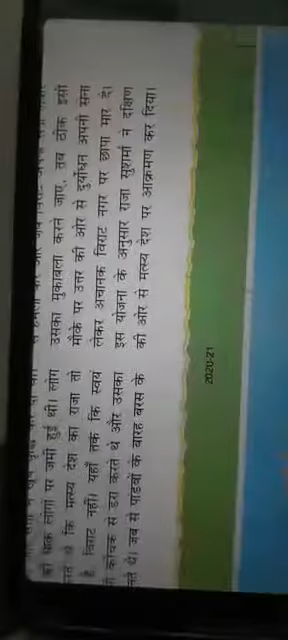 की धाक लोगों पर जमी हुई थी। लोग
थे कि मत्स्य देश का राजा तो
है, विराट नहीं। यहाँ तक कि स्वयं
कीचक से डरा करते थे और उसका
थे। जब से पांडवों के बारह बरस के
उसका मुकाबला करने जाए, तब ठीक इसी
मौके पर उत्तर की ओर से दुर्योधन अपनी सेना
लेकर अचानक विराट नगर पर छापा मार दे।
इस योजना के अनुसार राजा सुशर्मा ने दक्षिण
की ओर से मत्स्य देश पर आक्रमण कर दिया।
2020-21